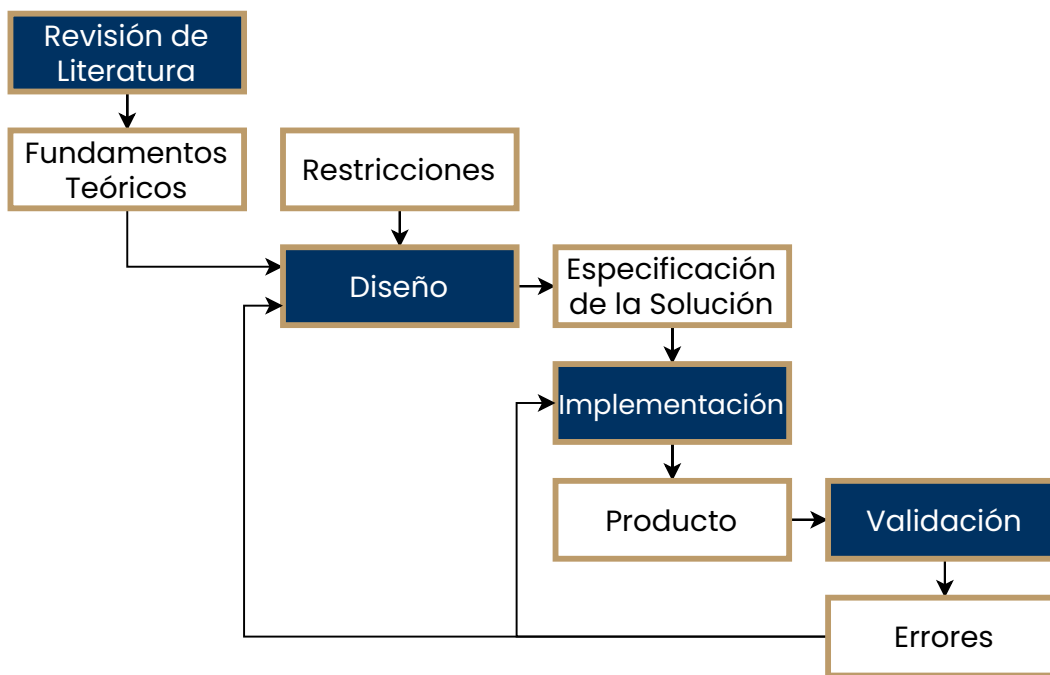 Revisión de
Literatura
Fundamentos
Teóricos
Restricciones
Diseño
Especificación
de la Solución
Implementación
Producto
Validación
Errores